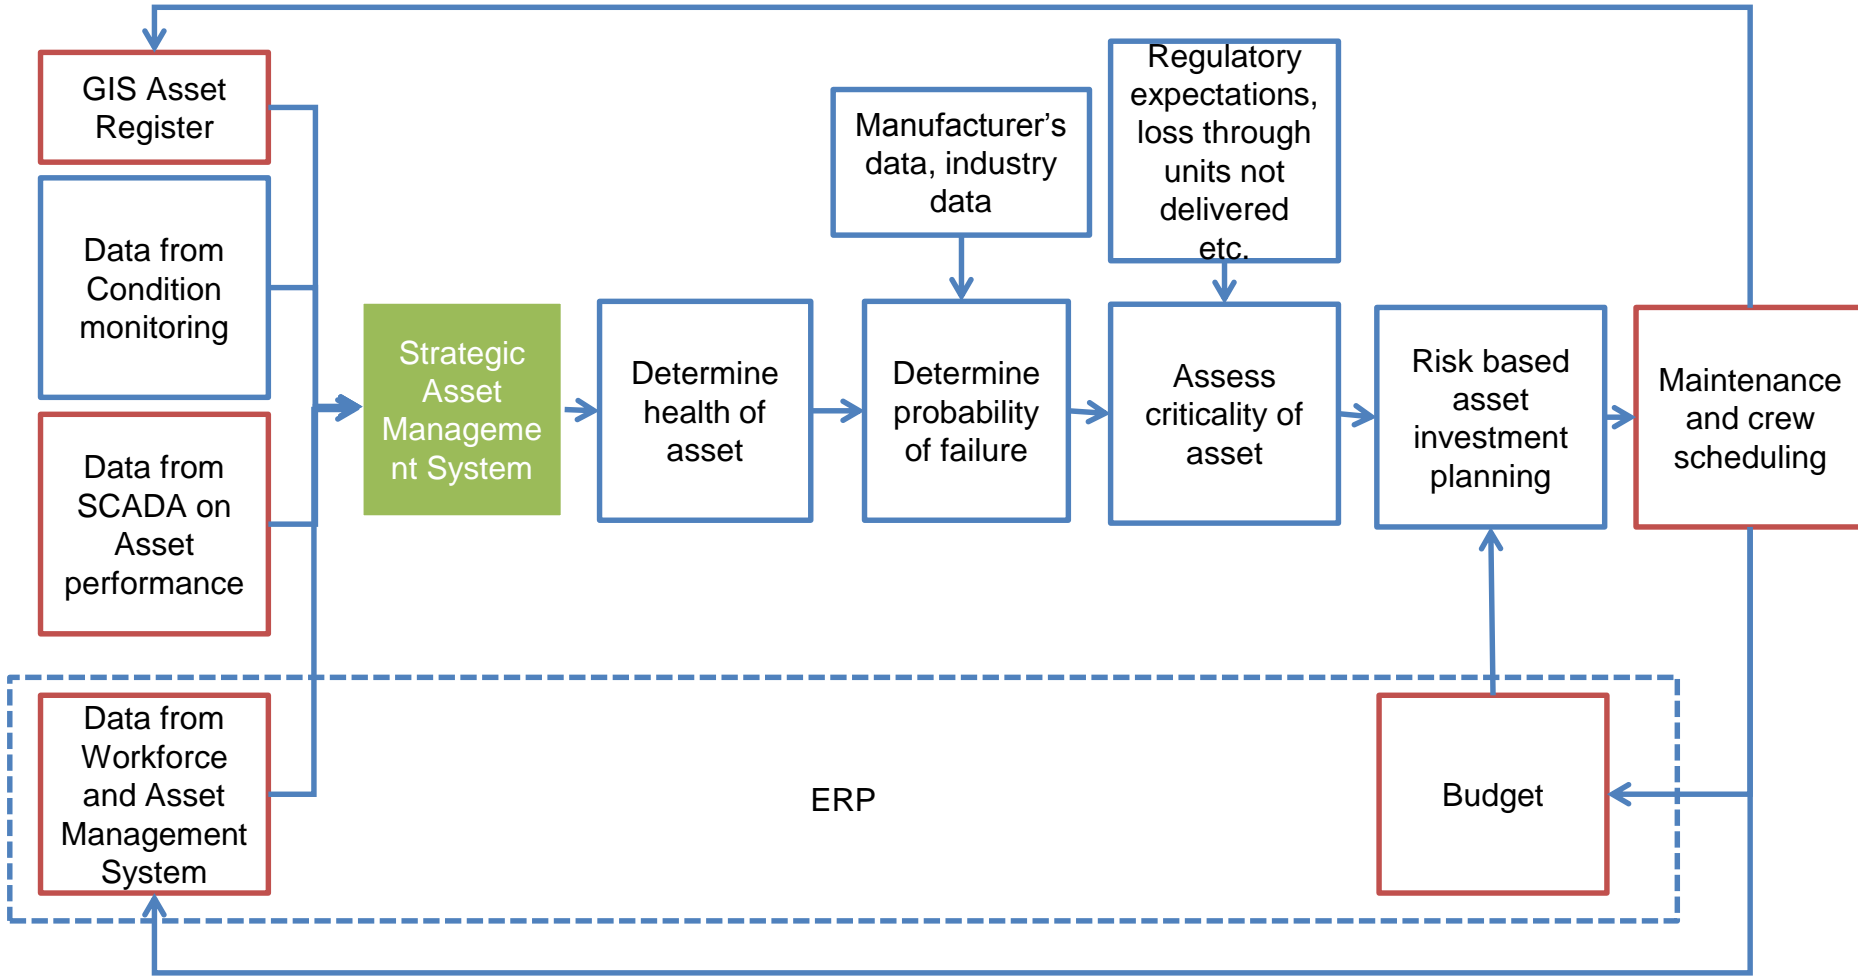 GIS Asset
Register
Data from
Condition
monitoring
Data from
SCADA on
Asset
performance
Data from
Workforce
and Asset
Management
System
Strategic
Asset
Manageme
nt System
Determine
health of
asset
Manufacturer’s
data, industry
data
Determine
probability
of failure
Regulatory
expectations,
loss through
units not
delivered
etc.
Assess
criticality of
asset
Risk based
asset
investment
planning
Maintenance
and crew
scheduling
ERP
Budget